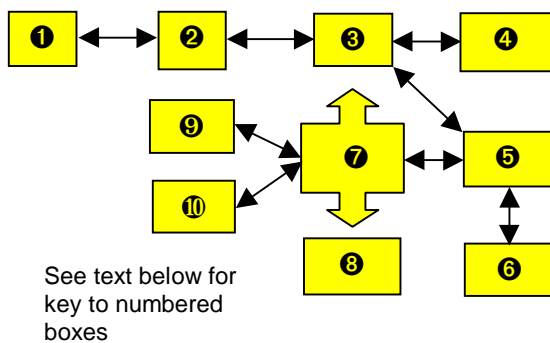 ❶ ❷ ❸ ❹
❾ ❼ ❺
❿
❽ ❻
See text below for
key to numbered
boxes